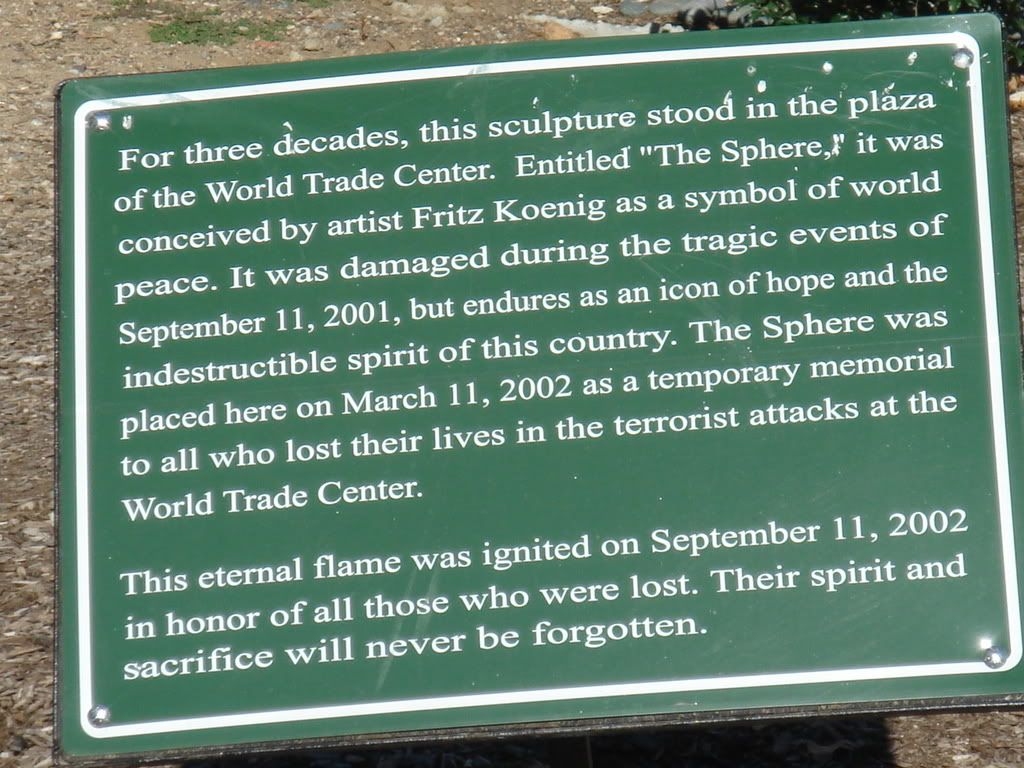 For three decades, this sculpture stood in the plaza
of the World Trade Center. Entitled "The Sphere," it was
conceived by artist Fritz Koenig as a symbol of world
peace. It was damaged during the tragic events of
September 11, 2001, but endures as an icon of hope and the
indestructible spirit of this country. The Sphere was
placed here on March 11, 2002 as a temporary memorial
to all who lost their lives in the terrorist attacks at the
World Trade Center.
This eternal flame was ignited on September 11, 2002
in honor of all those who were lost. Their spirit and
sacrifice will never be forgotten.